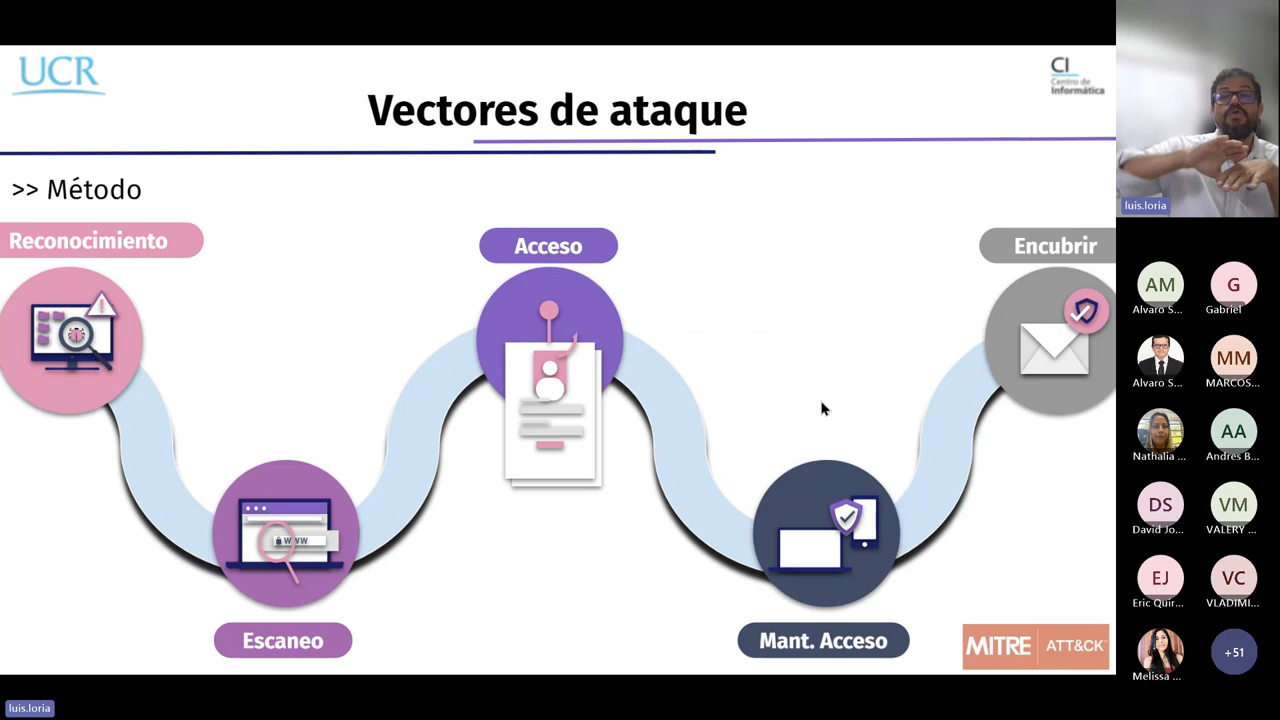 UCR
CI
Centro de
Informática
Vectores de ataque
>> Método
Reconocimiento
Acceso
Encubrir
WWW
Escaneo
Mant. Acceso
MITRE | ATT&CK
luis.loria
AM
Alvaro S...
G
Gabriel
Alvaro S...
MM
MARCOS...
Nathalia ...
AA
Andres B...
DS
David Jo...
VM
VALERY ...
EJ
Eric Quir...
VC
VLADIMI...
Melissa ...
+51
luis.loria